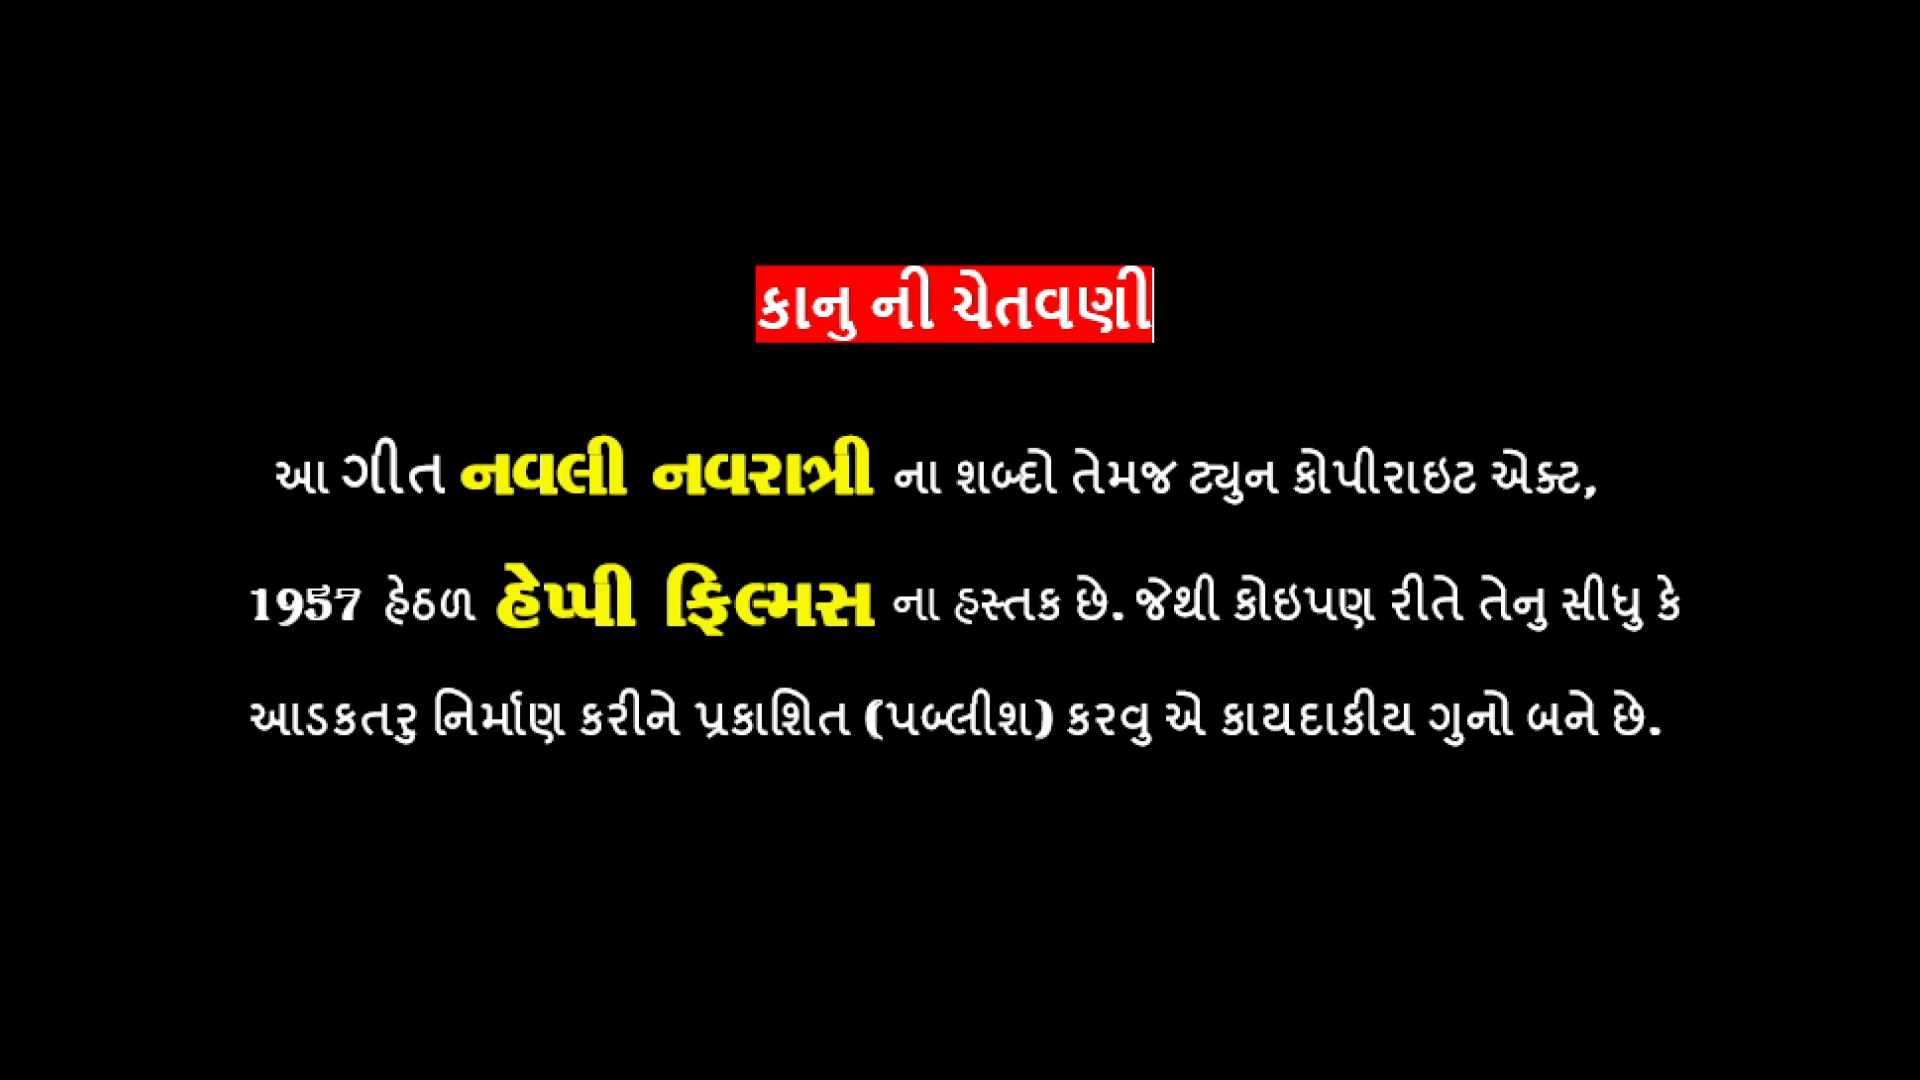 કાનુ ની ચેતવણી
આ ગીત નવલી નવરાત્રી ના શબ્દો તેમજ ટ્યુન કોપીરાઇટ એક્ટ,
1957 હેઠળ હેપ્પી ફિલ્મસ ના હસ્તક છે. જેથી કોઇપણ રીતે તેનુ સીધુ કે
આડકતરુ નિર્માણ કરીને પ્રકાશિત (પબ્લીશ) કરવુ એ કાયદાકીય ગુનો બને છે.